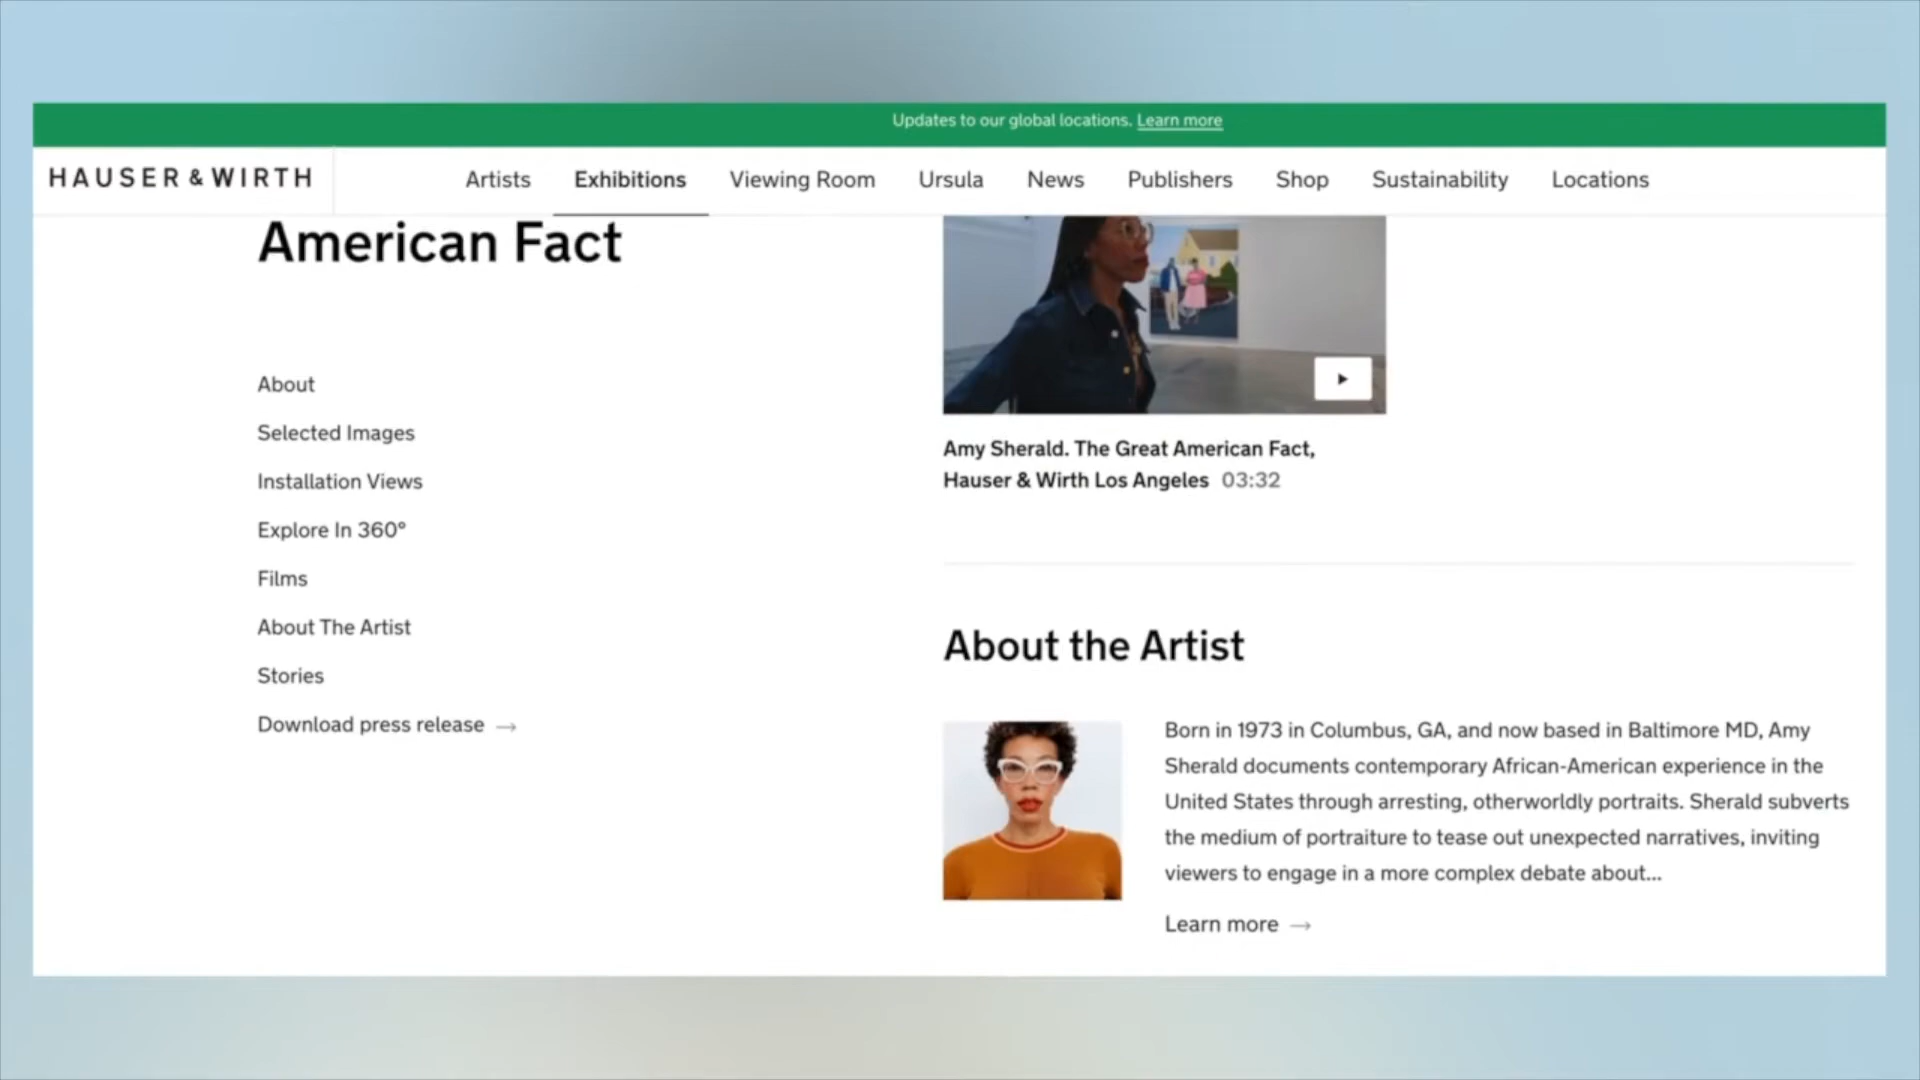 Updates to our global locations. Learn more
HAUSER & WIRTH
Artists
Exhibitions
Viewing Room
Ursula
News
Publishers
Shop
Sustainability
Locations
American Fact
About
Selected Images
Installation Views
Explore In 360°
Films
About The Artist
Stories
Download press release →
Amy Sherald. The Great American Fact,
Hauser & Wirth Los Angeles 03:32
About the Artist
Born in 1973 in Columbus, GA, and now based in Baltimore MD, Amy
Sherald documents contemporary African-American experience in the
United States through arresting, otherworldly portraits. Sherald subverts
the medium of portraiture to tease out unexpected narratives, inviting
viewers to engage in a more complex debate about...
Learn more →